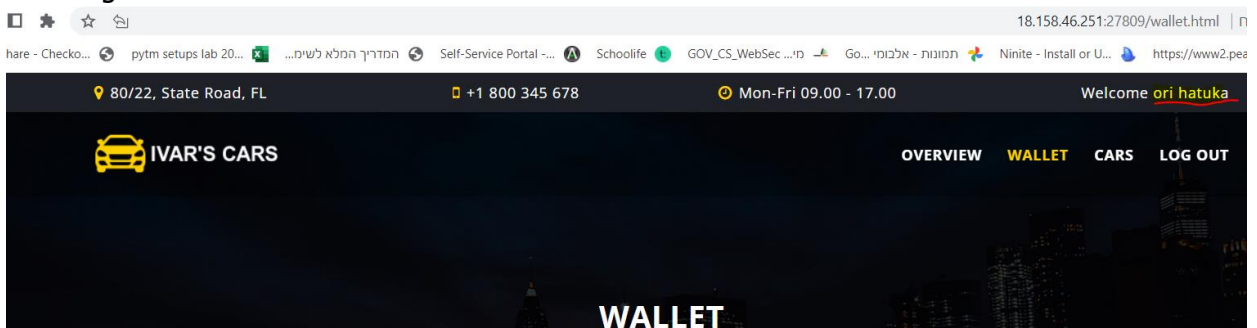 18.158.46.251:27809/wallet.html
hare - Checko... pytm setups lab 20... המדריך המלא לשימ... Self-Service Portal -... Schoolife GOV_CS_WebSec ...מי Go... תמונות - אלבומי Ninite - Install or U... https://www2.pea
80/22, State Road, FL +1 800 345 678 Mon-Fri 09.00 - 17.00 Welcome ori hatuka
IVAR'S CARS OVERVIEW WALLET CARS LOG OUT
WALLET